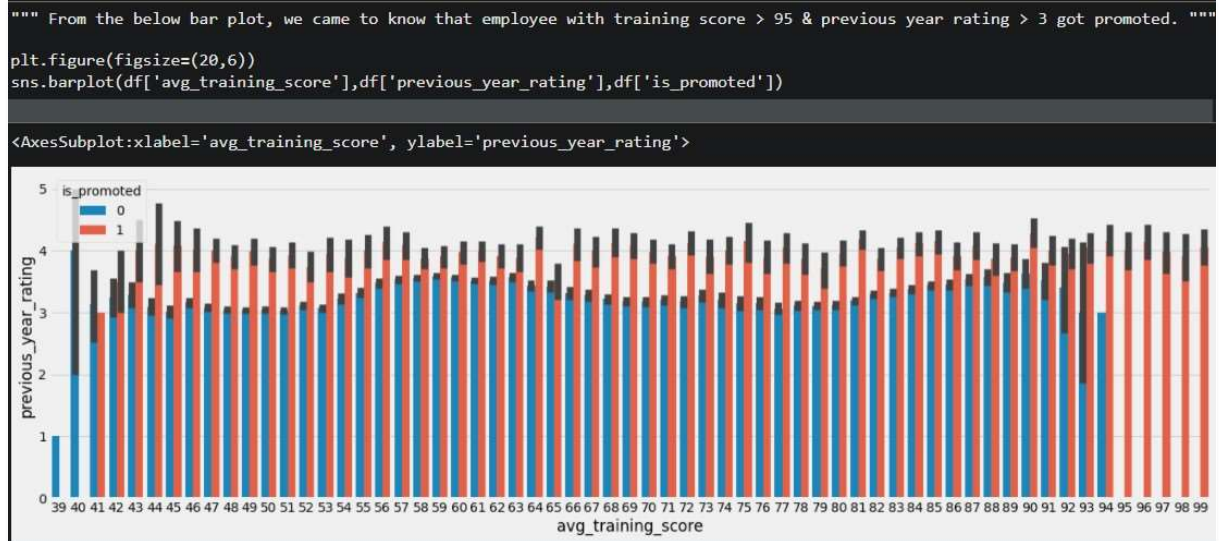 """ From the below bar plot, we came to know that employee with training score > 95 & previous year rating > 3 got promoted. """
plt.figure(figsize=(20,6))
sns.barplot(df['avg_training_score'],df['previous_year_rating'],df['is_promoted'])
<AxesSubplot:xlabel='avg_training_score', ylabel='previous_year_rating'>
is_promoted
0
1
5
4
3
2
1
0
previous_year_rating
39 40 41 42 43 44 45 46 47 48 49 50 51 52 53 54 55 56 57 58 59 60 61 62 63 64 65 66 67 68 69 70 71 72 73 74 75 76 77 78 79 80 81 82 83 84 85 86 87 88 89 90 91 92 93 94 95 96 97 98 99
avg_training_score